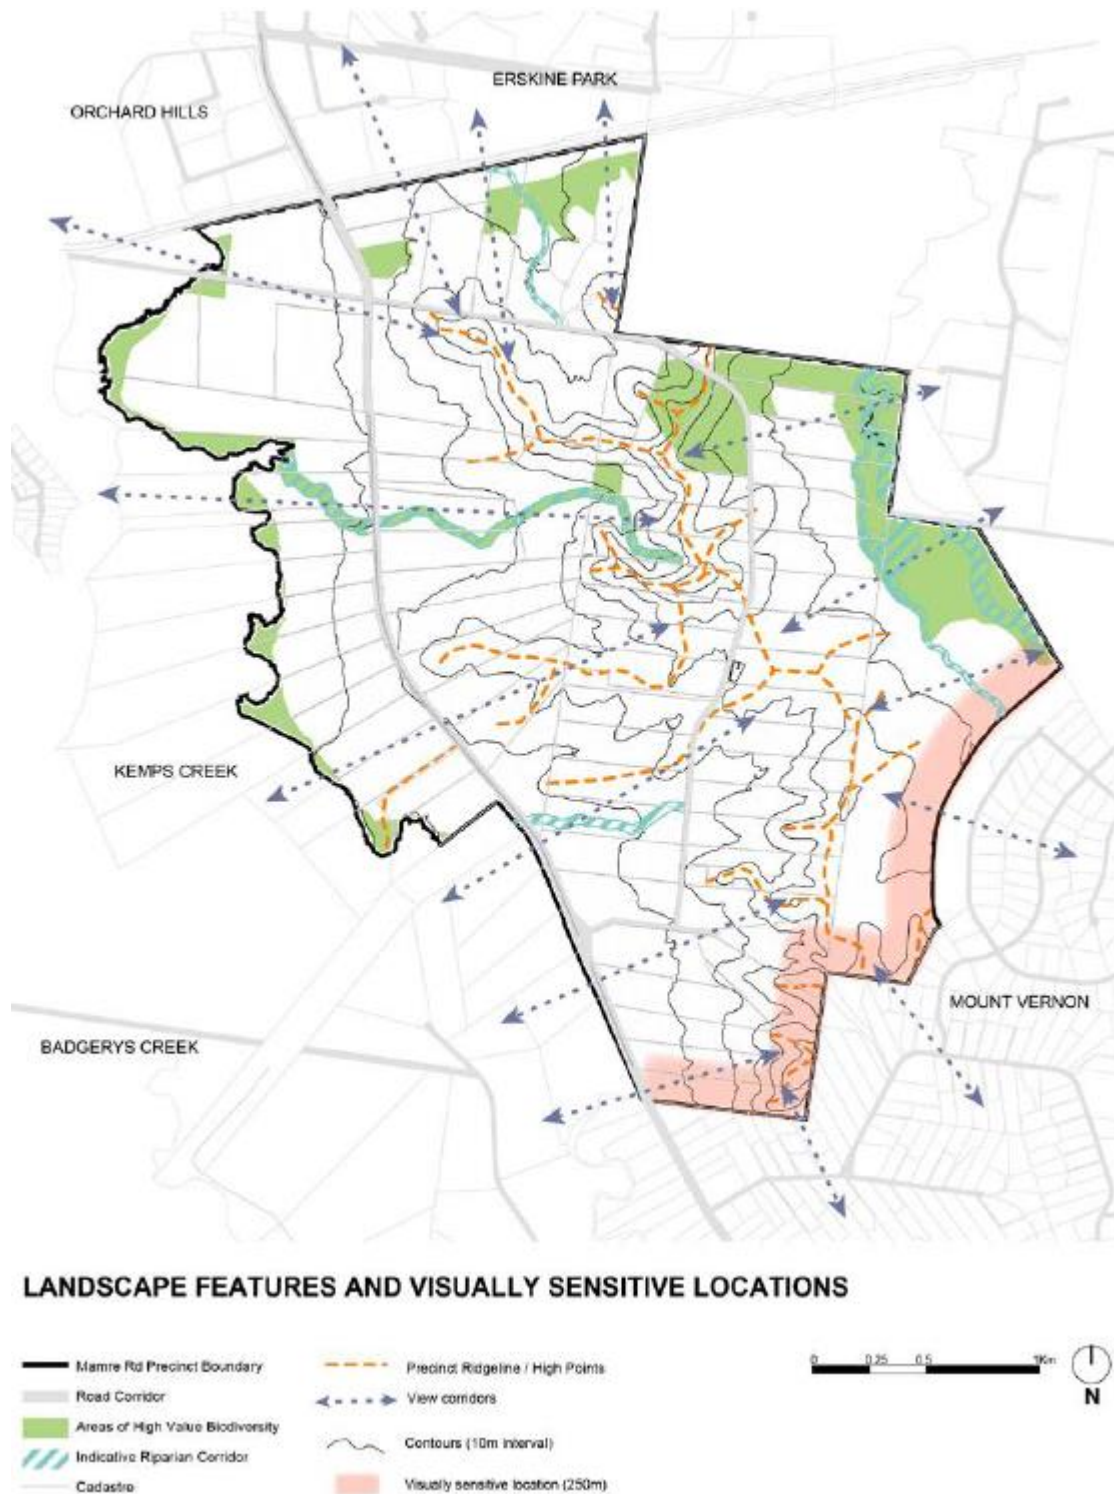 ERSKINE PARK
ORCHARD HILLS
KEMPS CREEK
MOUNT VERNON
BADGERYS CREEK
LANDSCAPE FEATURES AND VISUALLY SENSITIVE LOCATIONS
Mamre Rd Precinct Boundary
Road Corridor
Areas of High Value Biodiversity
Indicative Riparian Corridor
Cadastre
Precinct Ridgeline / High Points
View corridors
Contours (10m interval)
Visually sensitive location (250m)
0 0.25 0.5 1Km
N